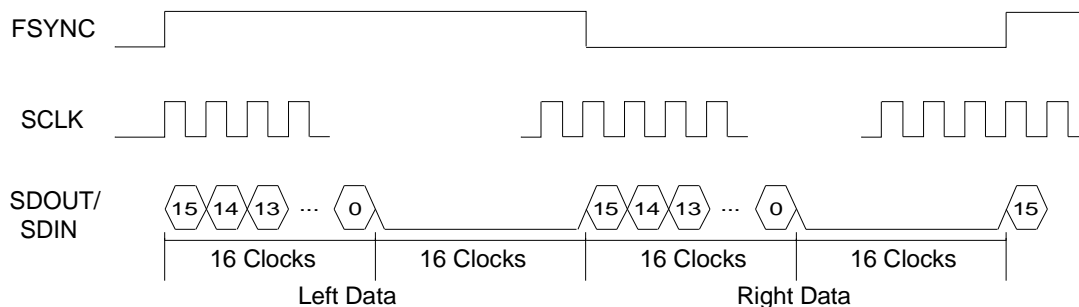 FSYNC
SCLK
SDOUT/
SDIN
15 14 13 ... 0 15 14 13 ... 0 15
16 Clocks 16 Clocks 16 Clocks 16 Clocks
Left Data Right Data